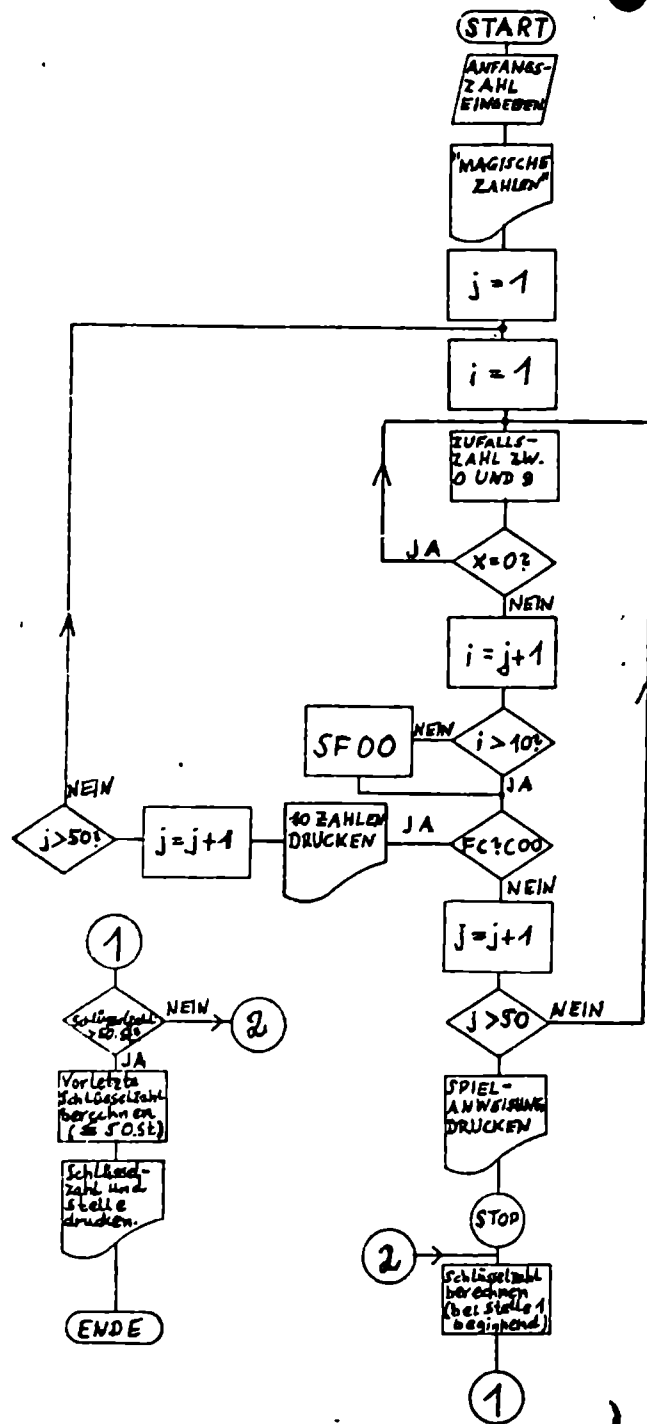 START
ANFANGS-
ZAHL
EINGEBEN
"MAGISCHE
ZAHLEN"
j = 1
i = 1
ZUFALLS-
ZAHL ZW.
0 UND 9
X=0?
JA
NEIN
i = j+1
i > 10?
NEIN
SF00
JA
FC?C00
JA
10 ZAHLEN
DRUCKEN
j=j+1
j>50?
NEIN
NEIN
J=j+1
j >50
NEIN
SPIEL-
ANWEISUNG
DRUCKEN
STOP
2
Schlüsselzahl
berechnen
(bei Stelle 1
beginnend)
1
1
>50.St?
NEIN
2
JA
Vorletzte
Schlüsselzahl
berechnen
(≤ 50.St)
Schlüssel-
zahl und
Stelle
drucken.
ENDE